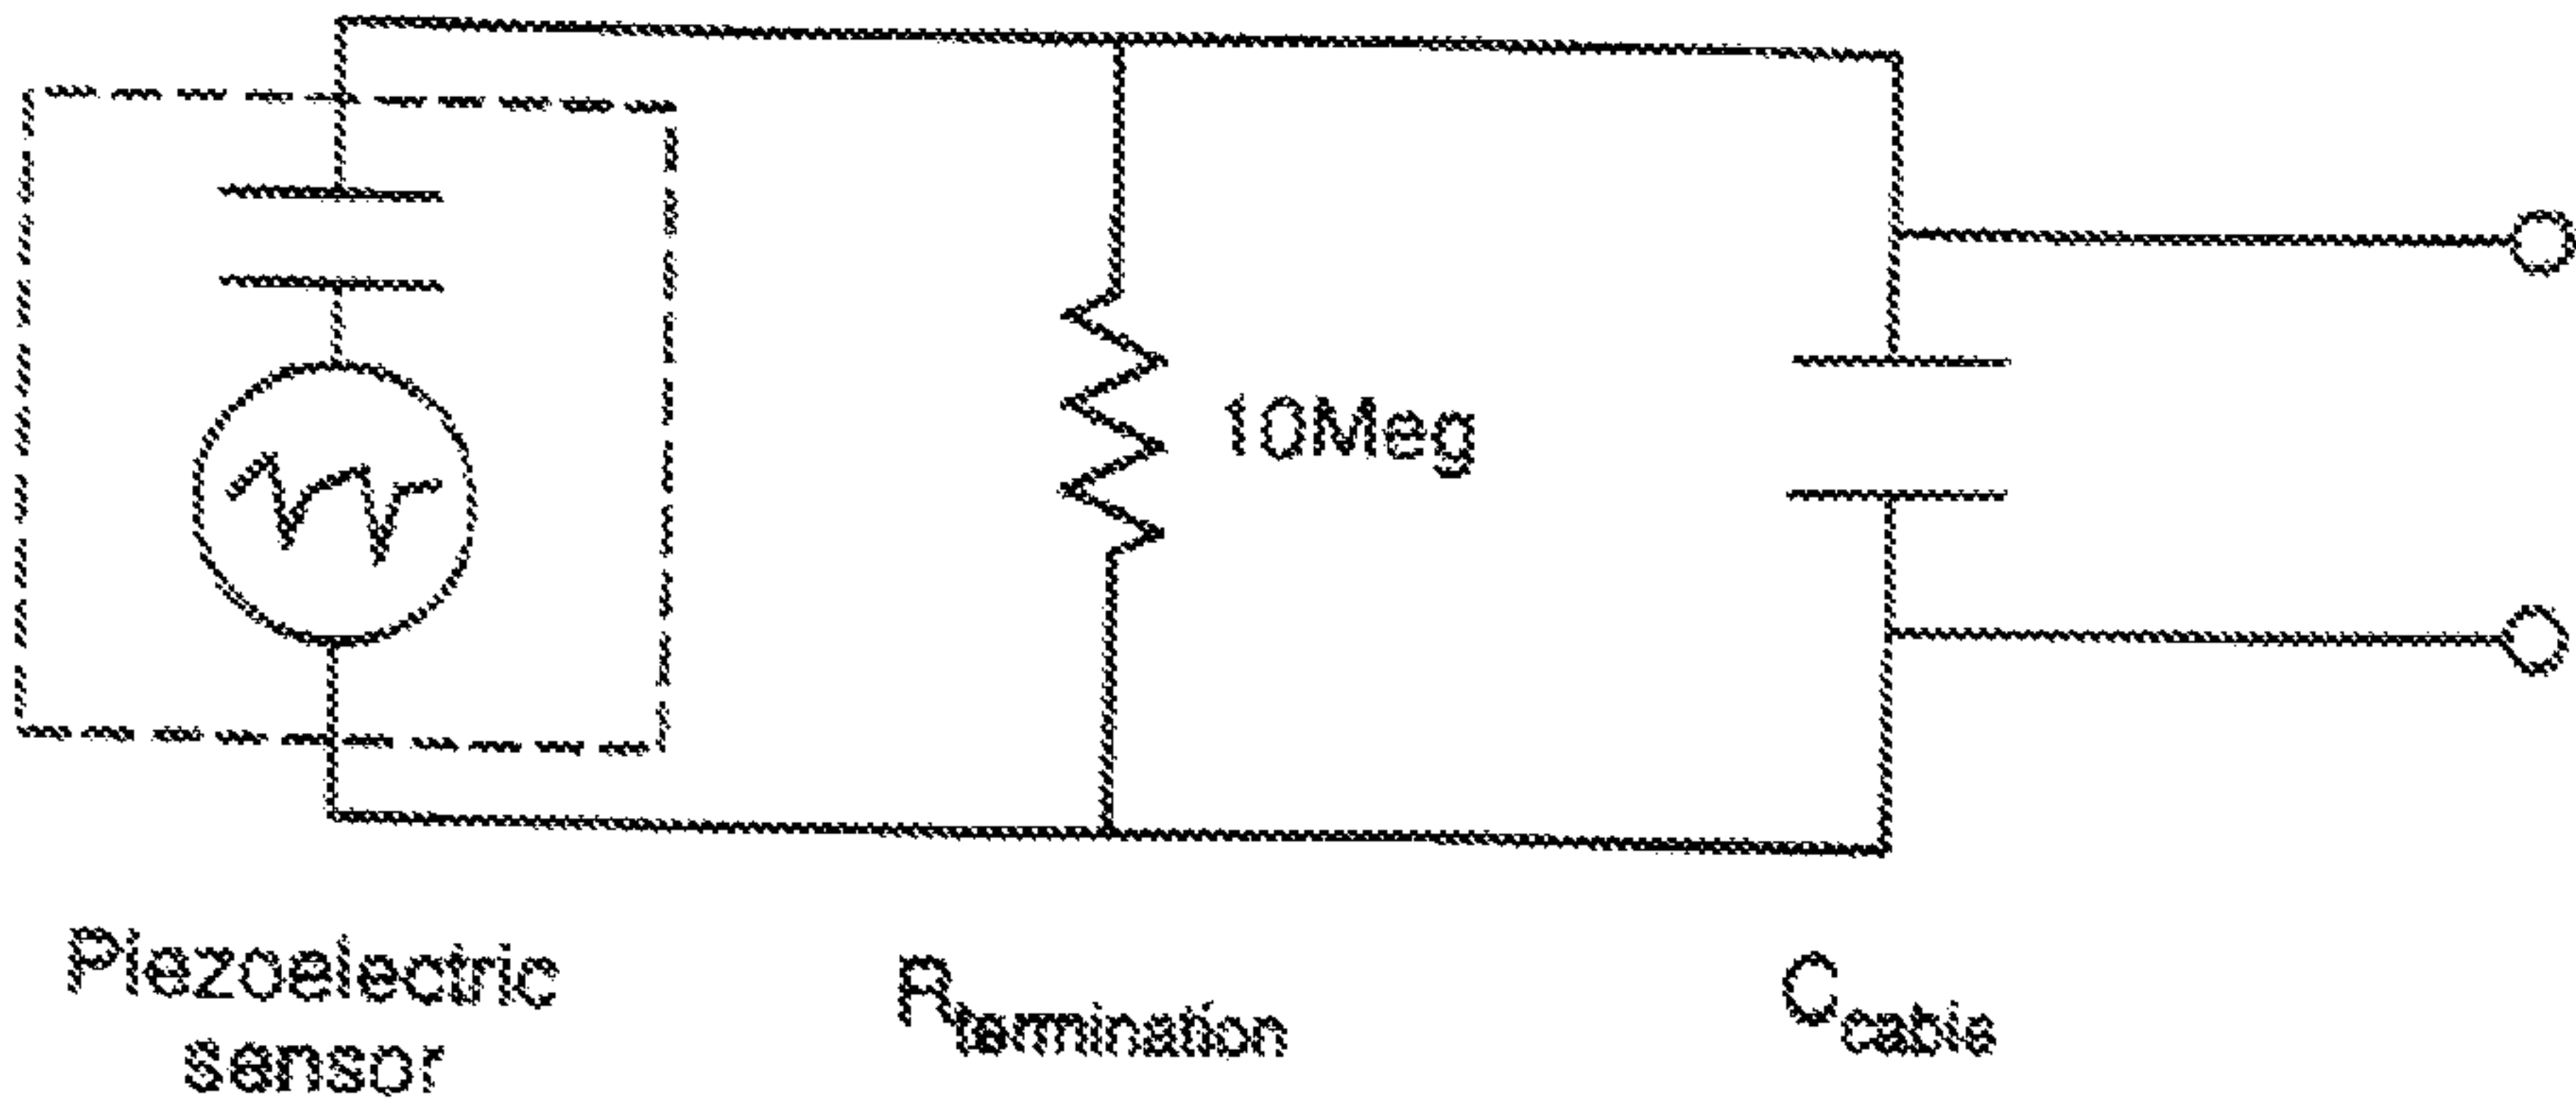 10Meg
Piezoelectric
sensor
Rtermination
Ccable